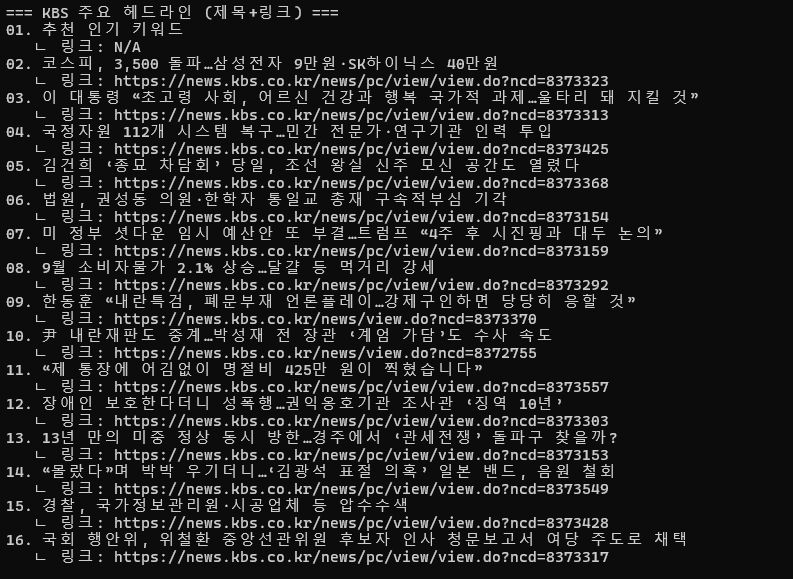 === KBS 주요 헤드라인 (제목+링크) ===
01. 추천 인기 키워드
ㄴ 링크: N/A
02. 코스피, 3,500 돌파…삼성전자 9만원·SK하이닉스 40만원
ㄴ 링크: https://news.kbs.co.kr/news/pc/view/view.do?ncd=8373323
03. 이 대통령 “초고령 사회, 어르신 건강과 행복 국가적 과제…울타리 돼 지킬 것”
ㄴ 링크: https://news.kbs.co.kr/news/pc/view/view.do?ncd=8373313
04. 국정자원 112개 시스템 복구…민간 전문가·연구기관 인력 투입
ㄴ 링크: https://news.kbs.co.kr/news/pc/view/view.do?ncd=8373425
05. 김건희 ‘종묘 차담회’ 당일, 조선 왕실 신주 모신 공간도 열렸다
ㄴ 링크: https://news.kbs.co.kr/news/pc/view/view.do?ncd=8373368
06. 법원, 권성동 의원·한학자 통일교 총재 구속적부심 기각
ㄴ 링크: https://news.kbs.co.kr/news/pc/view/view.do?ncd=8373154
07. 미 정부 셧다운 임시 예산안 또 부결…트럼프 “4주 후 시진핑과 대두 논의”
ㄴ 링크: https://news.kbs.co.kr/news/pc/view/view.do?ncd=8373159
08. 9월 소비자물가 2.1% 상승…달걀 등 먹거리 강세
ㄴ 링크: https://news.kbs.co.kr/news/pc/view/view.do?ncd=8373292
09. 한동훈 “내란특검, 폐문부재 언론플레이…강제구인하면 당당히 응할 것”
ㄴ 링크: https://news.kbs.co.kr/news/view.do?ncd=8373370
10. 尹 내란재판도 중계…박성재 전 장관 ‘계엄 가담’도 수사 속도
ㄴ 링크: https://news.kbs.co.kr/news/view.do?ncd=8372755
11. “제 통장에 어김없이 명절비 425만 원이 찍혔습니다”
ㄴ 링크: https://news.kbs.co.kr/news/pc/view/view.do?ncd=8373557
12. 장애인 보호한다더니 성폭행…권익옹호기관 조사관 ‘징역 10년’
ㄴ 링크: https://news.kbs.co.kr/news/pc/view/view.do?ncd=8373303
13. 13년 만의 미중 정상 동시 방한…경주에서 ‘관세전쟁’ 돌파구 찾을까?
ㄴ 링크: https://news.kbs.co.kr/news/pc/view/view.do?ncd=8373153
14. “몰랐다”며 박박 우기더니…‘김광석 표절 의혹’ 일본 밴드, 음원 철회
ㄴ 링크: https://news.kbs.co.kr/news/pc/view/view.do?ncd=8373549
15. 경찰, 국가정보관리원·시공업체 등 압수수색
ㄴ 링크: https://news.kbs.co.kr/news/pc/view/view.do?ncd=8373428
16. 국회 행안위, 위철환 중앙선관위원 후보자 인사 청문보고서 여당 주도로 채택
ㄴ 링크: https://news.kbs.co.kr/news/pc/view/view.do?ncd=8373317